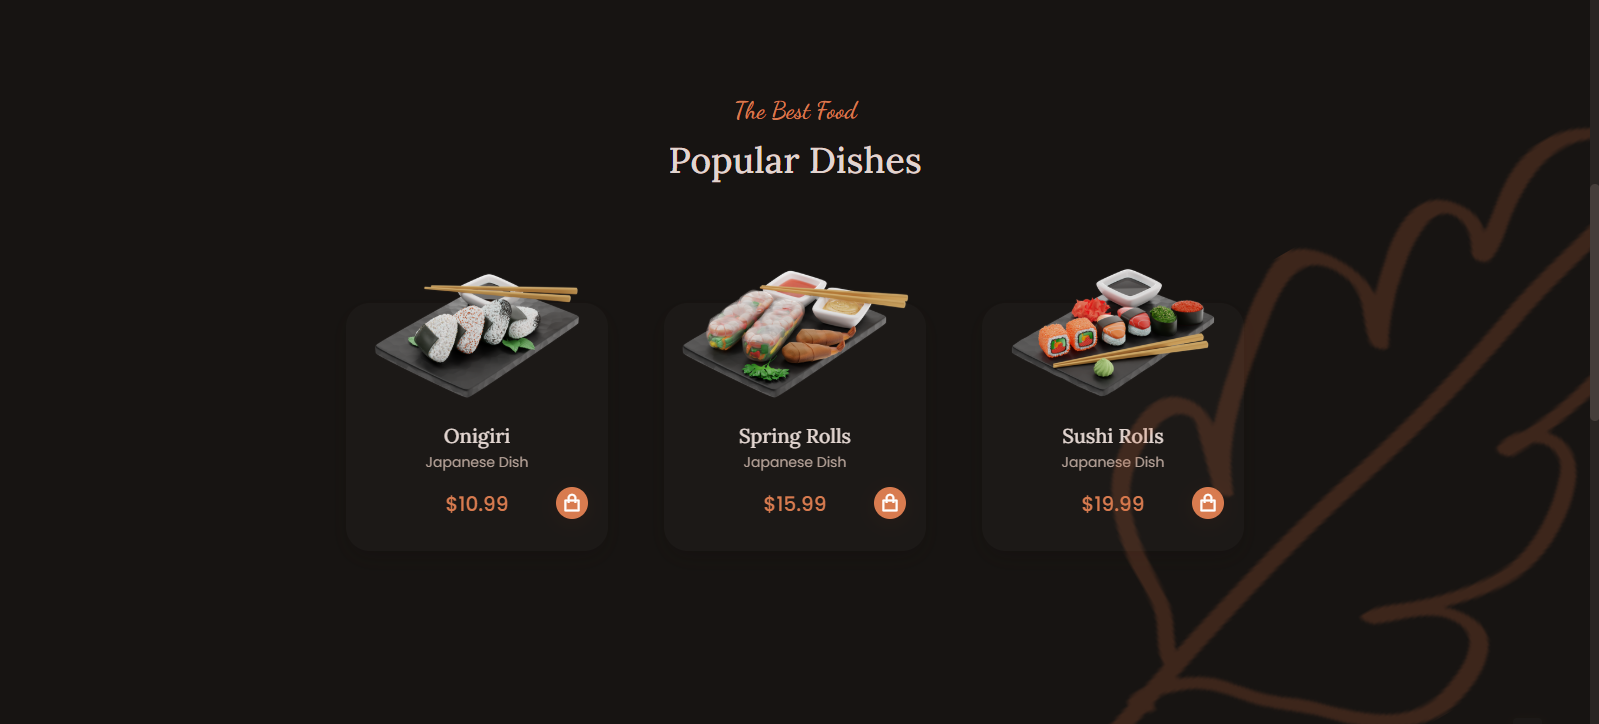 The Best Food
Popular Dishes
Onigiri
Japanese Dish
$10.99
Spring Rolls
Japanese Dish
$15.99
Sushi Rolls
Japanese Dish
$19.99